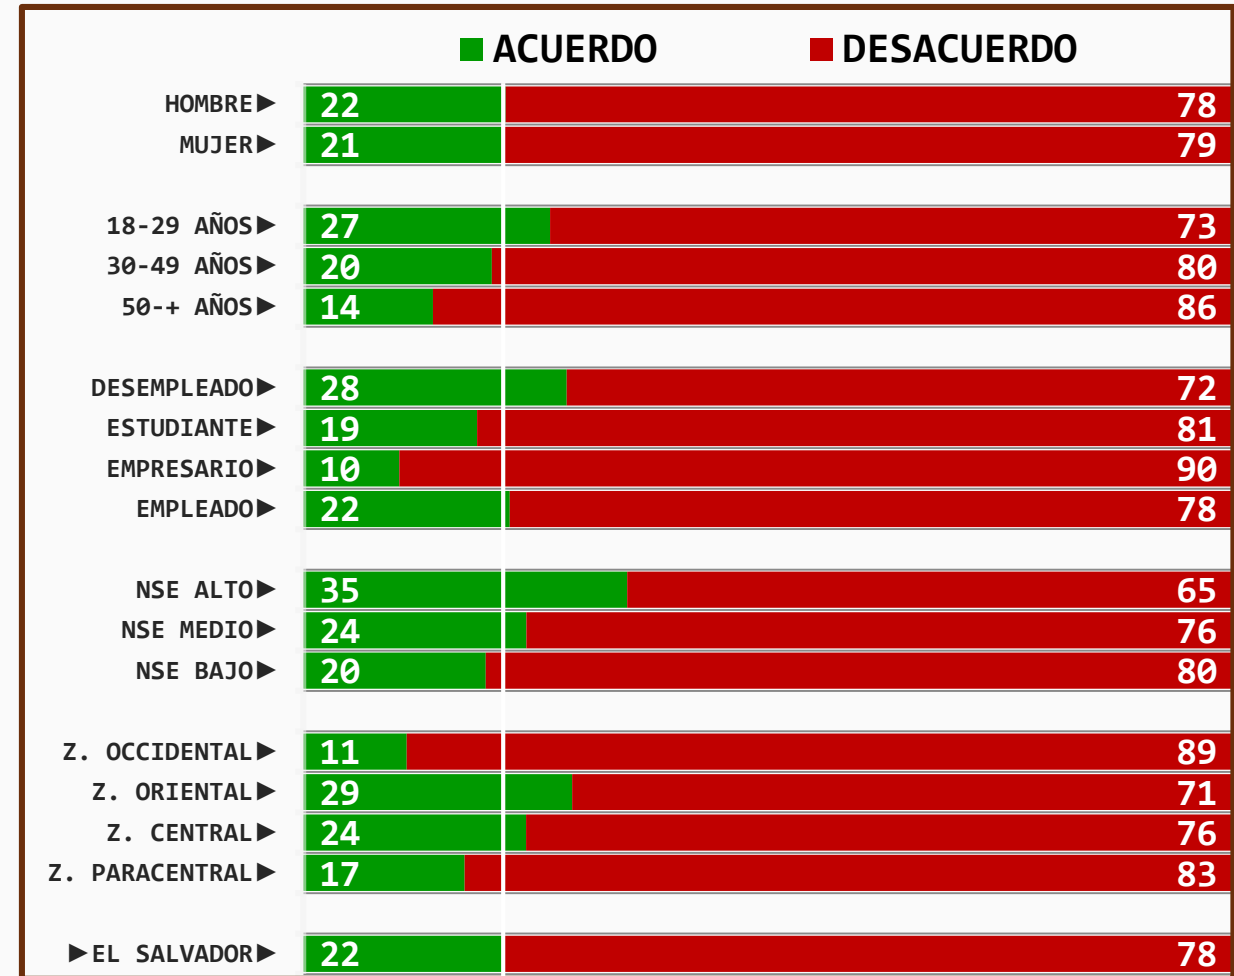 ACUERDO DESACUERDO
HOMBRE► 22 78
MUJER► 21 79
18-29 AÑOS► 27 73
30-49 AÑOS► 20 80
50-+ AÑOS► 14 86
DESEMPLEADO► 28 72
ESTUDIANTE► 19 81
EMPRESARIO► 10 90
EMPLEADO► 22 78
NSE ALTO► 35 65
NSE MEDIO► 24 76
NSE BAJO► 20 80
Z. OCCIDENTAL► 11 89
Z. ORIENTAL► 29 71
Z. CENTRAL► 24 76
Z. PARACENTRAL► 17 83
►EL SALVADOR► 22 78